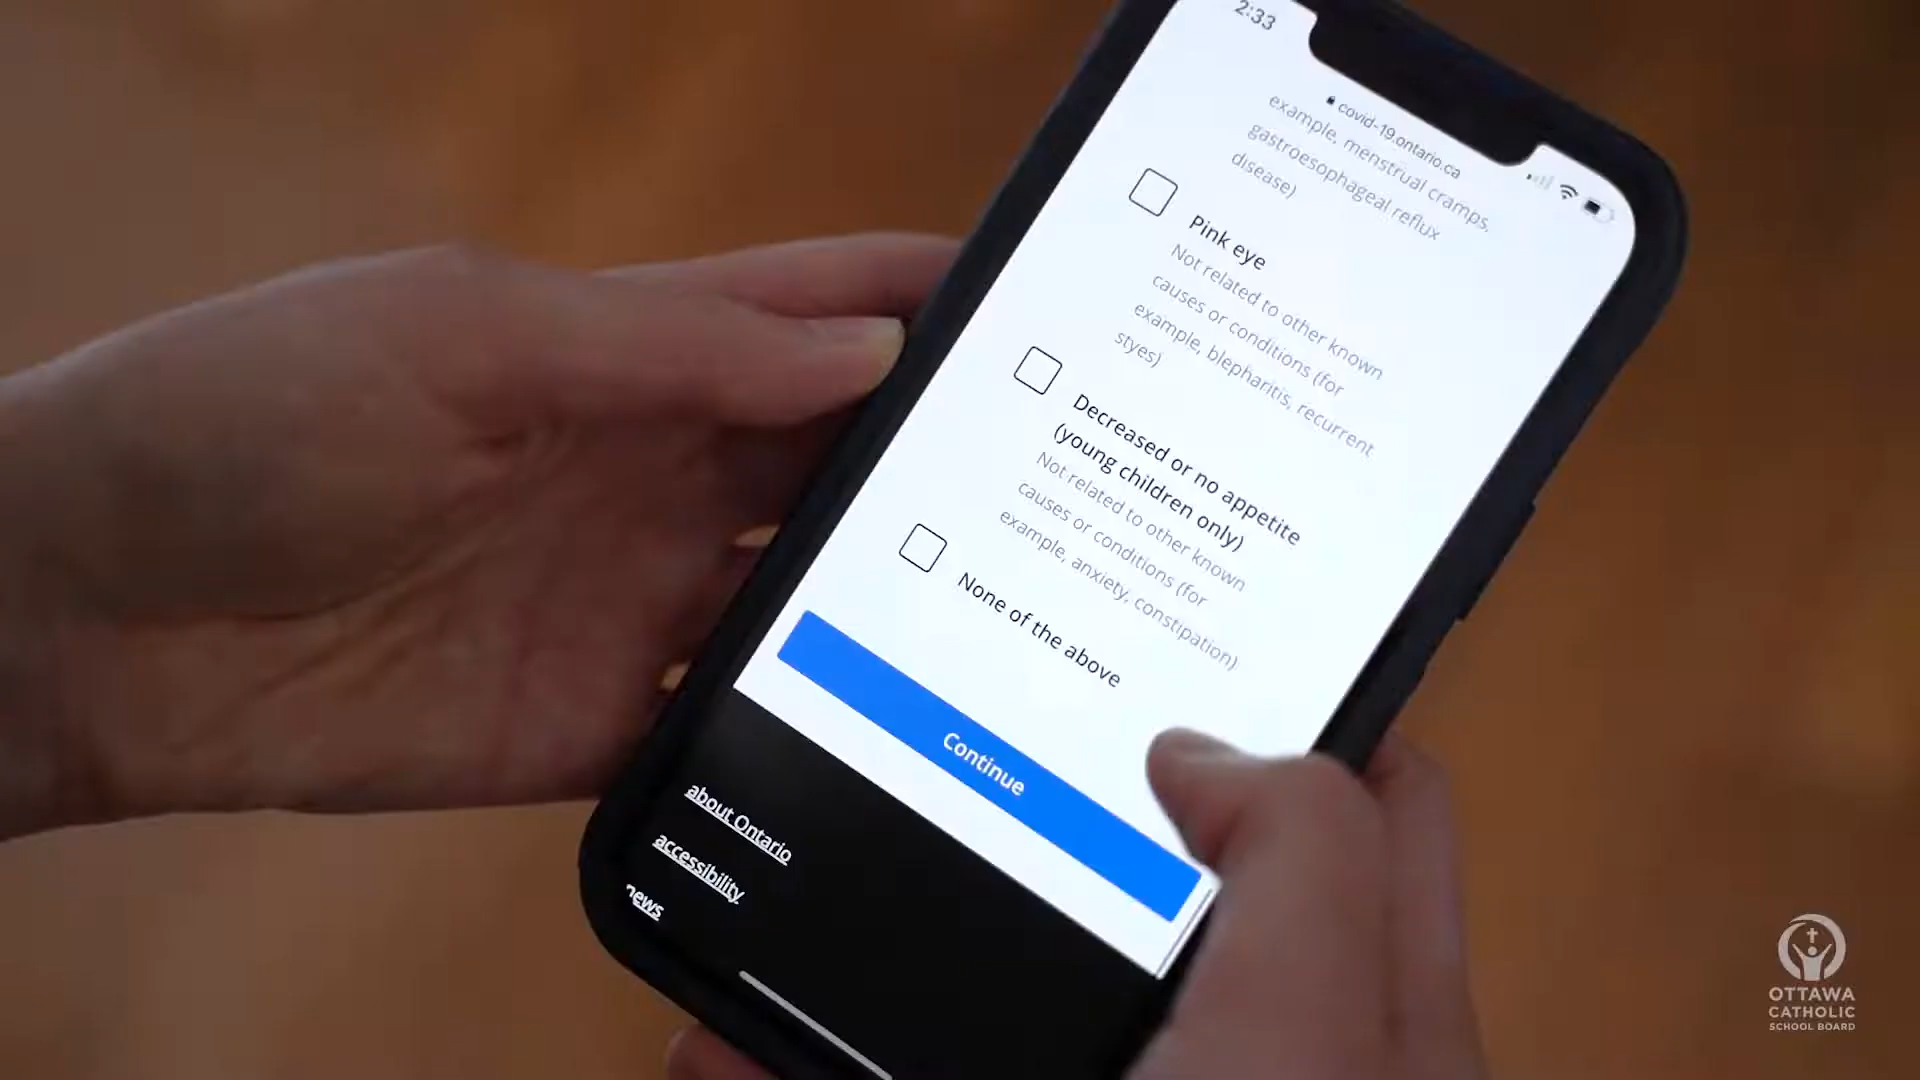 2:33
covid-19.ontario.ca
example, menstrual cramps,
gastroesophageal reflux
disease)
Pink eye
Not related to other known
causes or conditions (for
example, blepharitis, recurrent
styes)
Decreased or no appetite
(young children only)
Not related to other known
causes or conditions (for
example, anxiety, constipation)
None of the above
Continue
about Ontario
accessibility
news
OTTAWA
CATHOLIC
SCHOOL BOARD